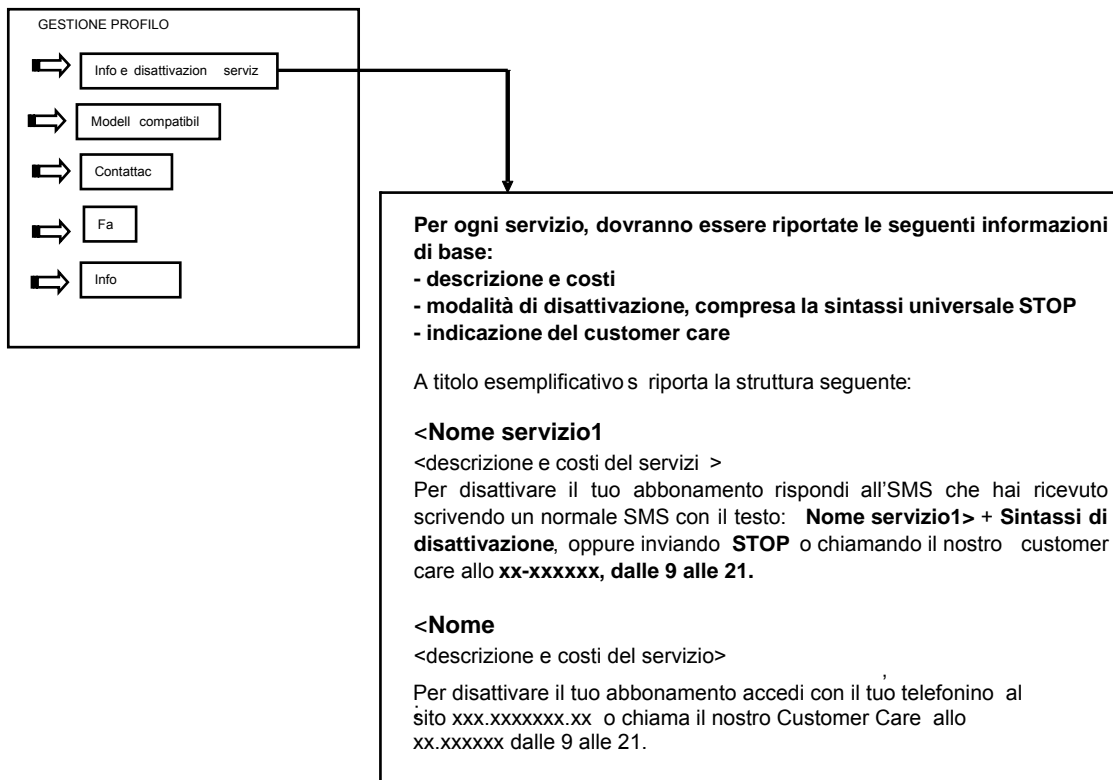 GESTIONE PROFILO
Info e disattivazion serviz
Modell compatibil
Contattac
Fa
Info
Per ogni servizio, dovranno essere riportate le seguenti informazioni
di base:
- descrizione e costi
- modalità di disattivazione, compresa la sintassi universale STOP
- indicazione del customer care
A titolo esemplificativo s riporta la struttura seguente:
<Nome servizio1
<descrizione e costi del servizi >
Per disattivare il tuo abbonamento rispondi all'SMS che hai ricevuto
scrivendo un normale SMS con il testo: Nome servizio1> + Sintassi di
disattivazione, oppure inviando STOP o chiamando il nostro customer
care allo xx-xxxxxx, dalle 9 alle 21.
<Nome
<descrizione e costi del servizio>
Per disattivare il tuo abbonamento accedi con il tuo telefonino al
sito xxx.xxxxxxx.xx o chiama il nostro Customer Care allo
xx.xxxxxx dalle 9 alle 21.